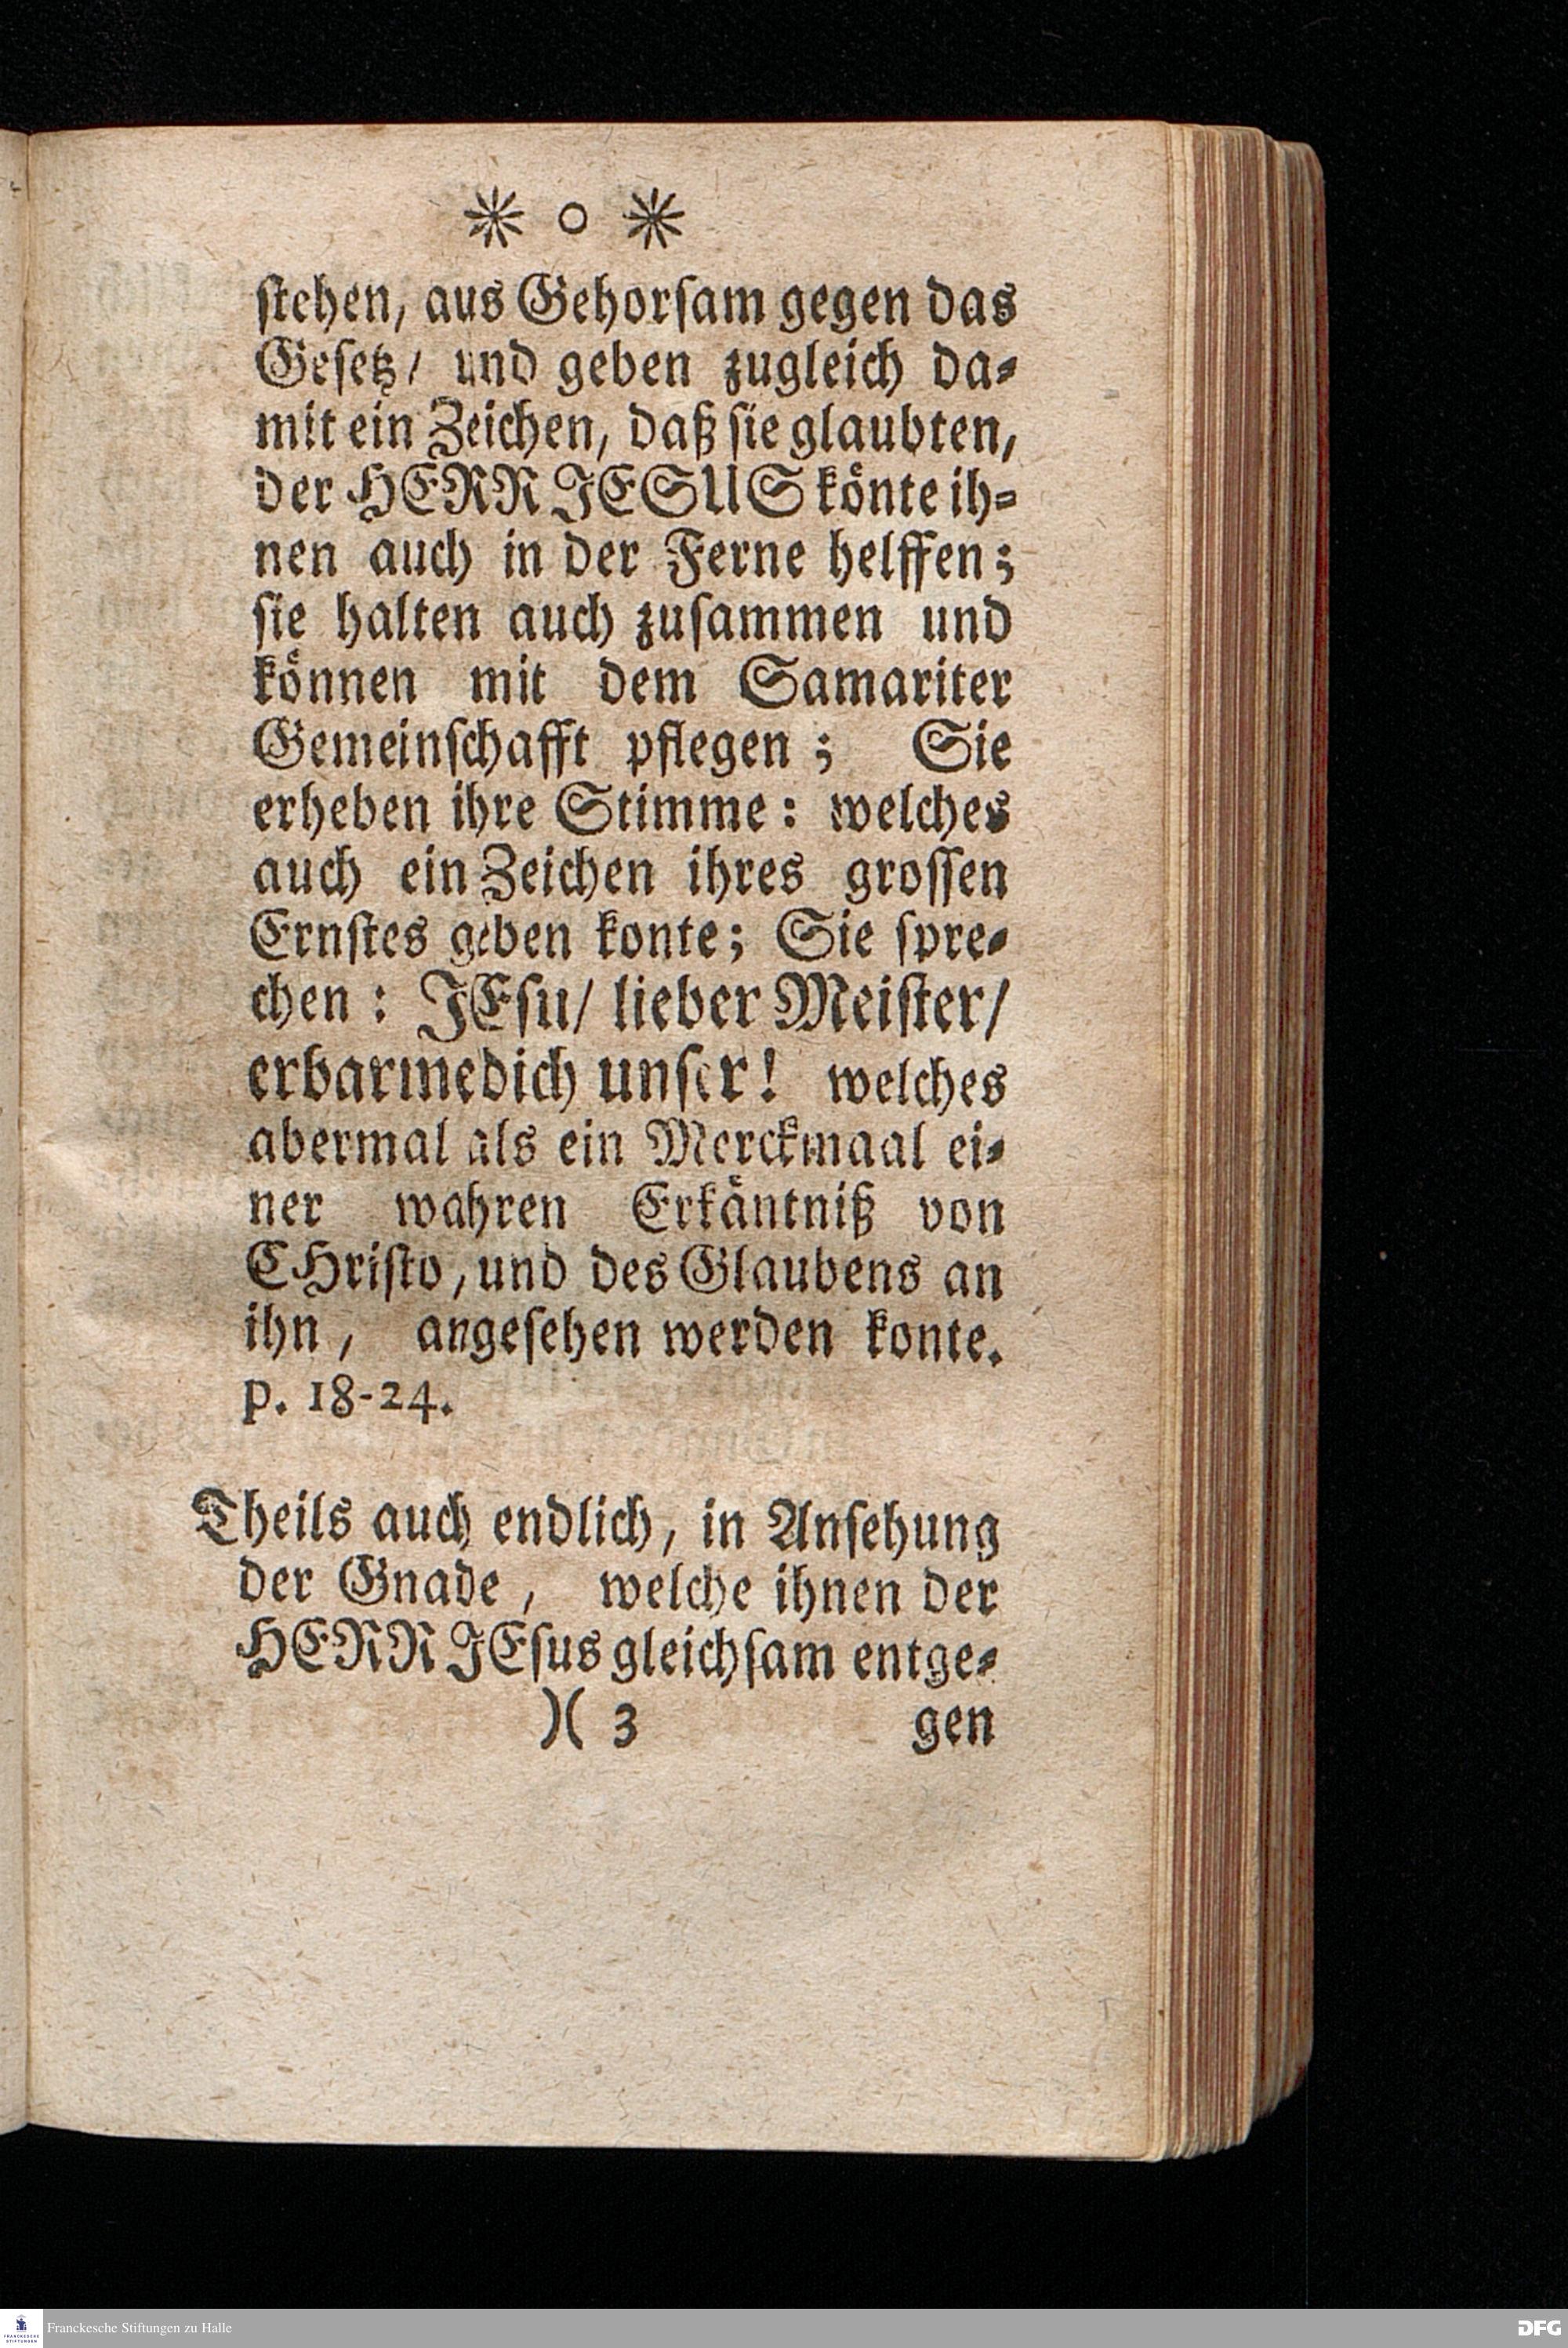 * o *
stehen, aus Gehorsam gegen das
Gesetz/ und geben zugleich da-
mit ein Zeichen, daß sie glaubten,
der HERR JESUS könte ih-
nen auch in der Ferne helffen;
sie halten auch zusammen und
können mit dem Samariter
Gemeinschafft pflegen; Sie
erheben ihre Stimme: welches
auch ein Zeichen ihres grossen
Ernstes geben konte; Sie spre-
chen: JEsu/ lieber Meister/
erbarme dich unser! welches
abermal als ein Merckmaal ei-
ner wahren Erkäntniß von
CHristo, und des Glaubens an
ihn, angesehen werden konte.
p. 18-24.
Theils auch endlich, in Ansehung
der Gnade, welche ihnen der
HERR JEsus gleichsam entge-
)( 3 gen
FRANCKESCHE STIFTUNGEN
Franckesche Stiftungen zu Halle
DFG